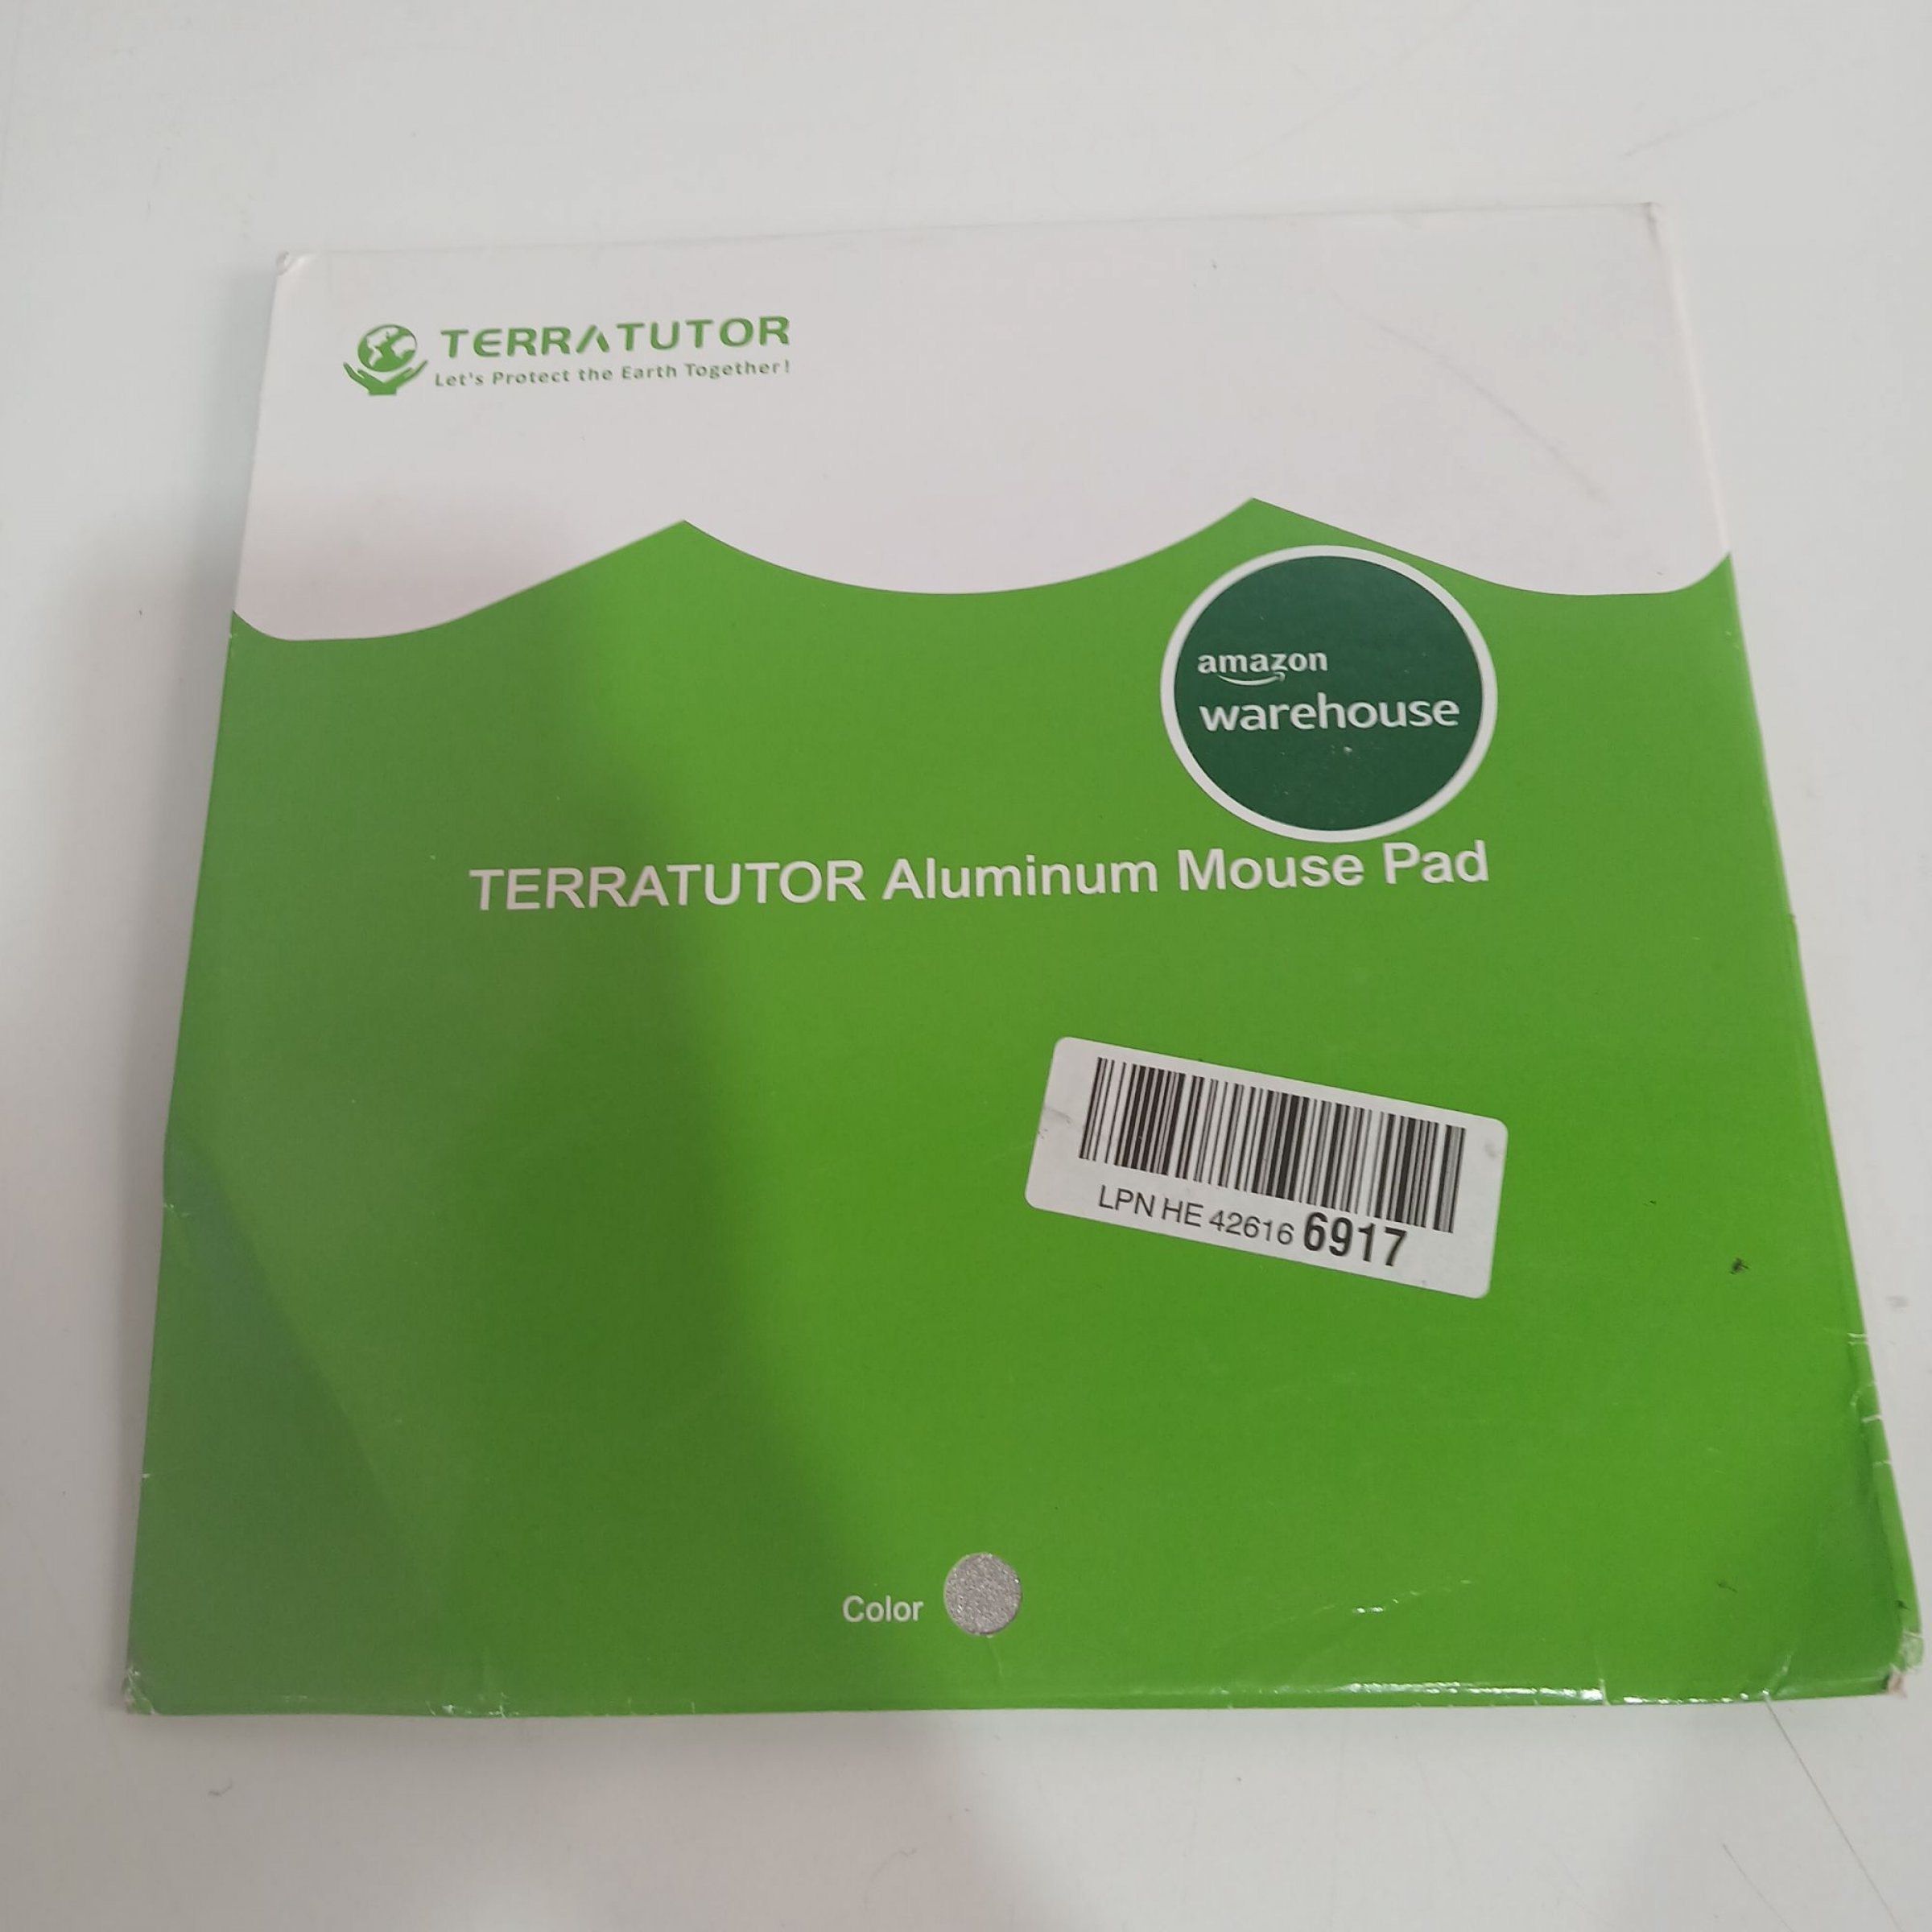 TERRATUTOR
Let's Protect the Earth Together!
amazon
warehouse
TERRATUTOR Aluminum Mouse Pad
LPN HE 42616 6917
Color